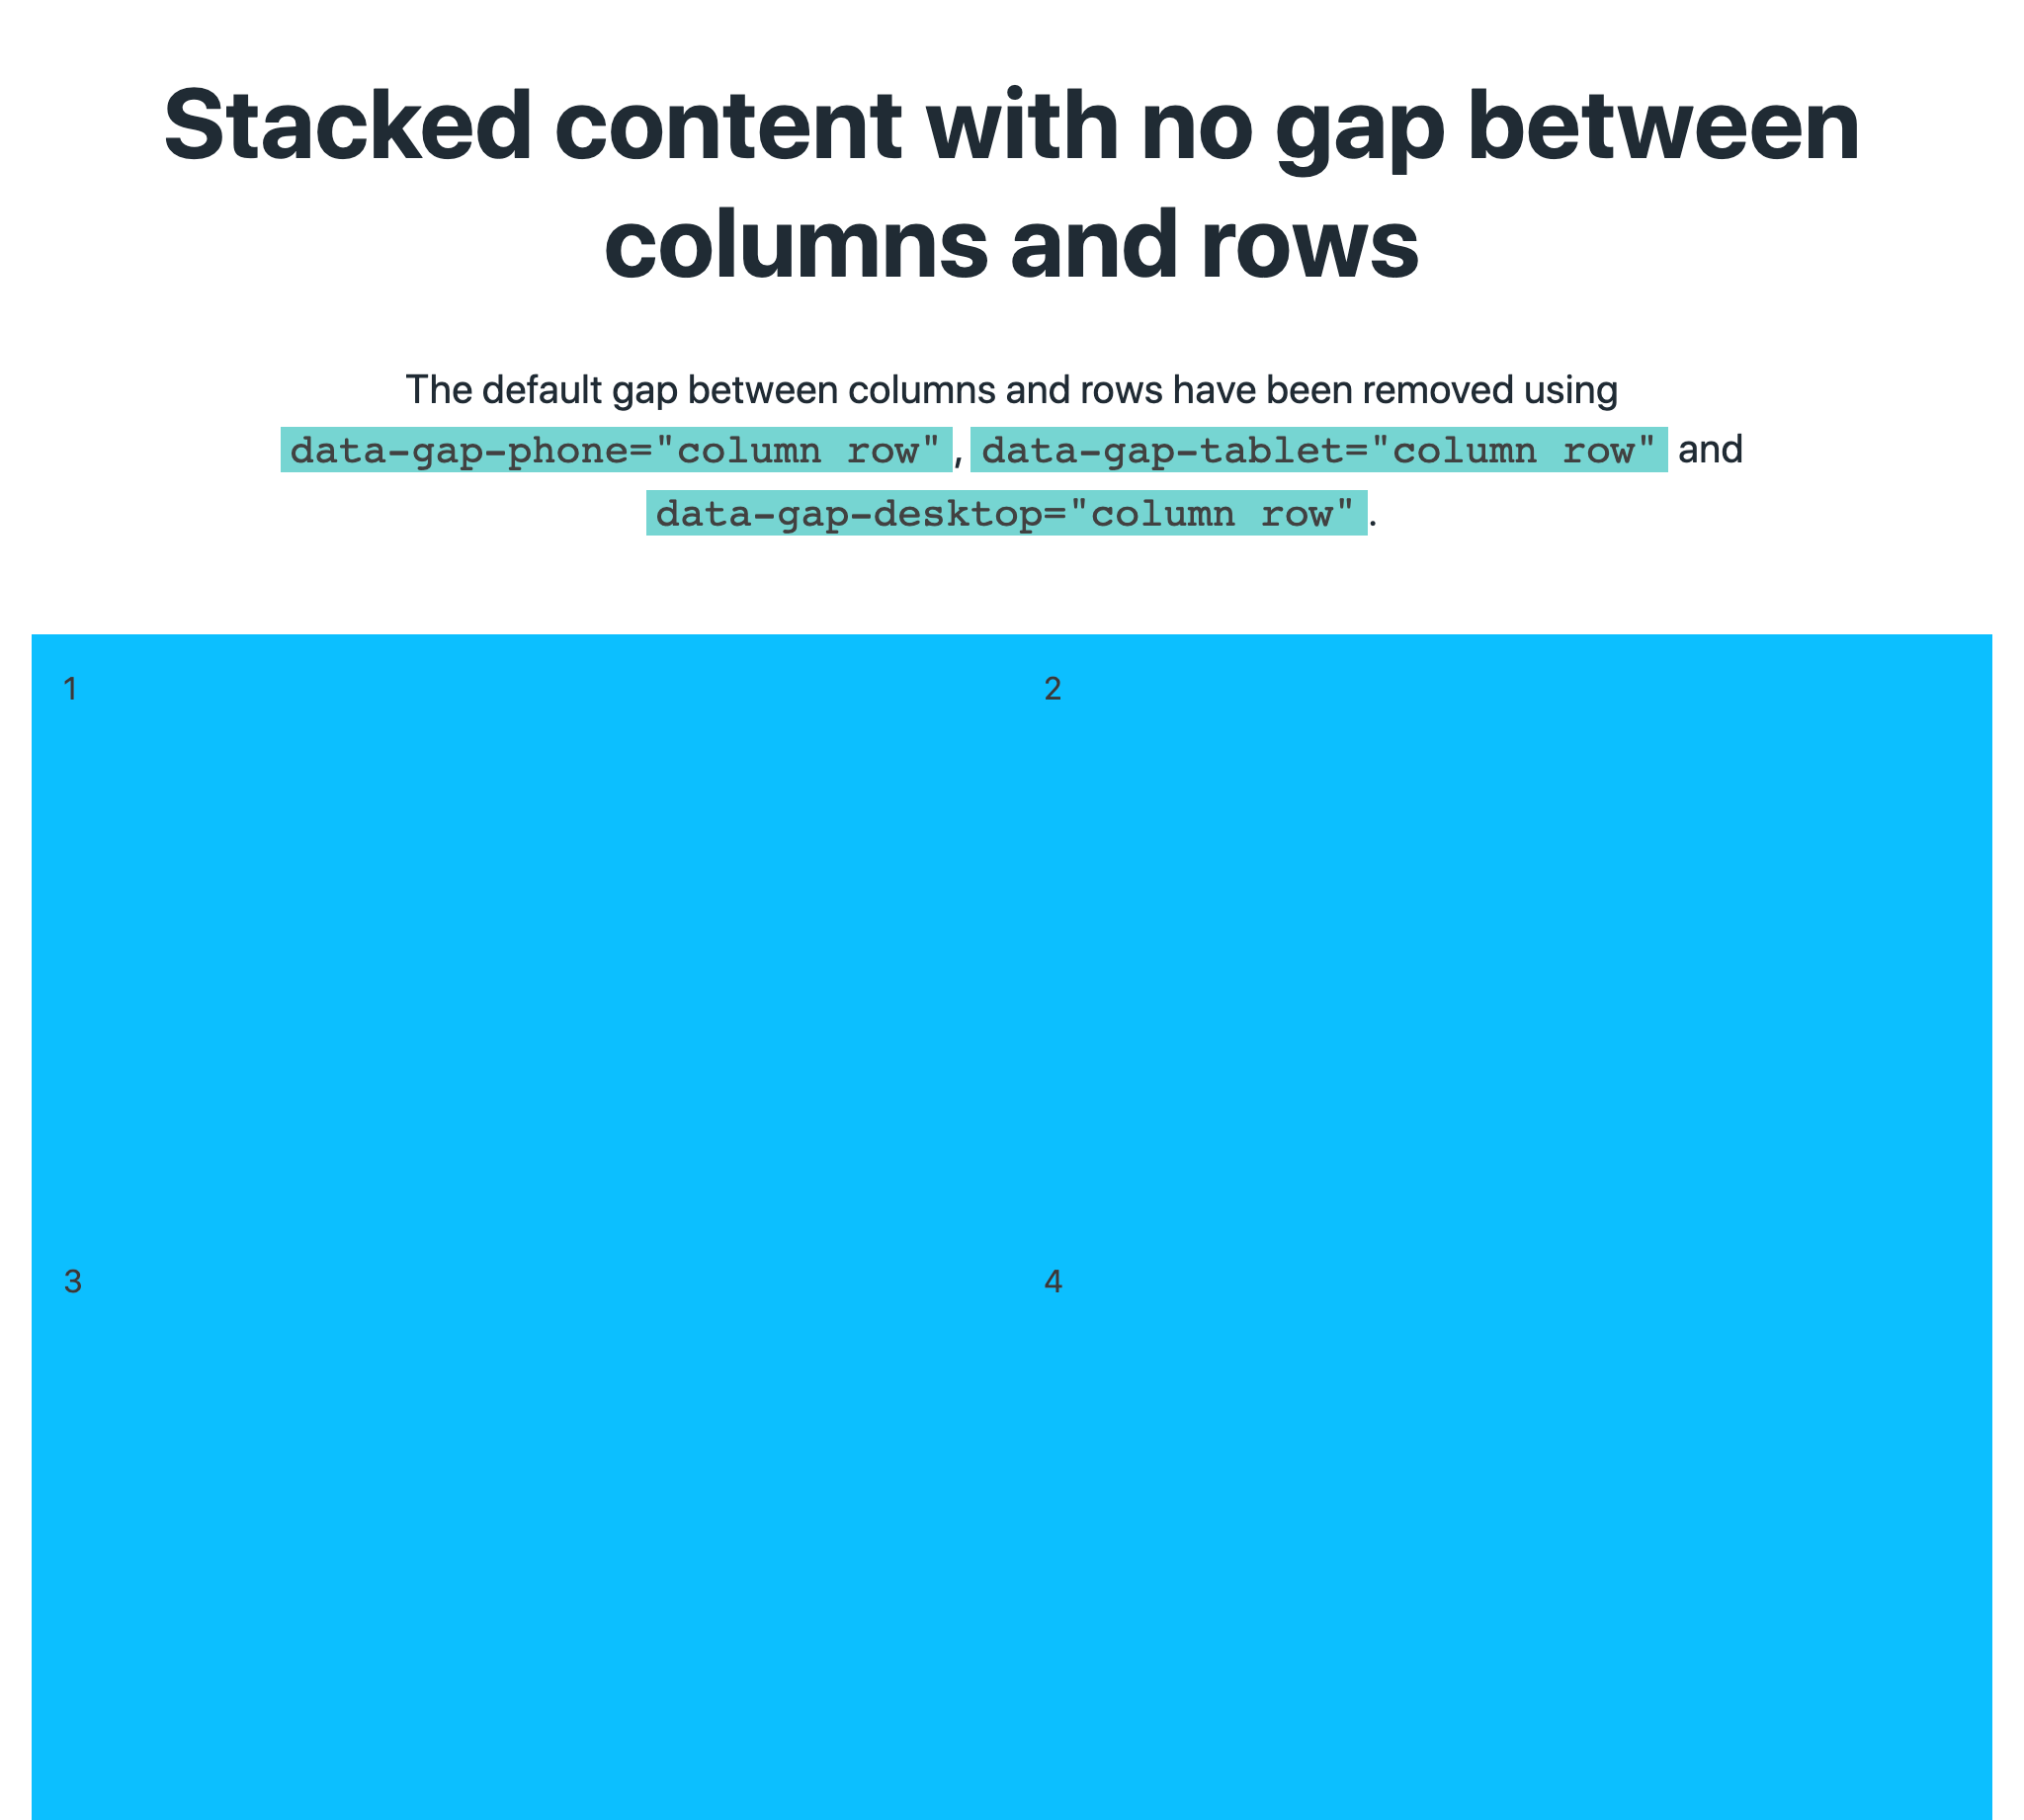 Stacked content with no gap between
columns and rows
The default gap between columns and rows have been removed using
data-gap-phone="column row", data-gap-tablet="column row" and
data-gap-desktop="column row".
1 2
3 4